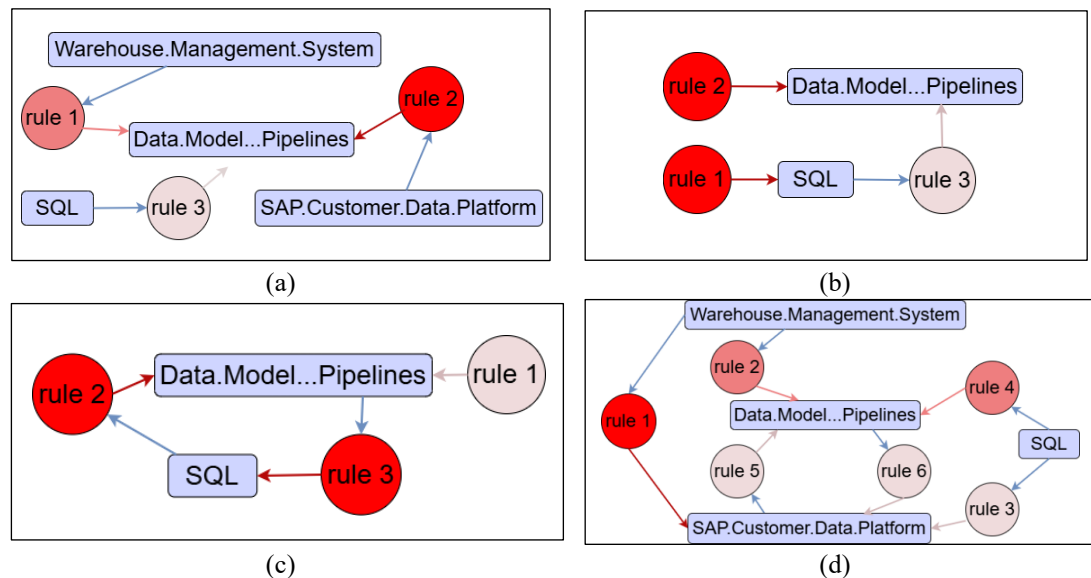 Warehouse.Management.System
rule 1
rule 2
Data.Model...Pipelines
SQL
rule 3
SAP.Customer.Data.Platform
(a)
rule 2
Data.Model...Pipelines
rule 1
SQL
rule 3
(b)
rule 2
Data.Model...Pipelines
rule 1
SQL
rule 3
(c)
Warehouse.Management.System
rule 2
rule 4
rule 1
Data.Model...Pipelines
SQL
rule 5
rule 6
rule 3
SAP.Customer.Data.Platform
(d)